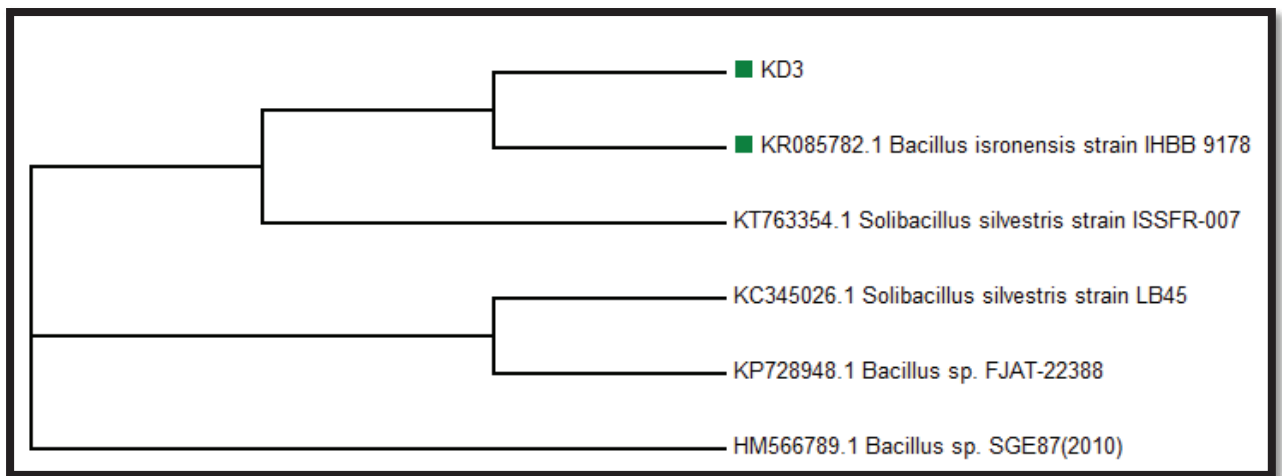 KD3
KR085782.1 Bacillus isronensis strain IHBB 9178
KT763354.1 Solibacillus silvestris strain ISSFR-007
KC345026.1 Solibacillus silvestris strain LB45
KP728948.1 Bacillus sp. FJAT-22388
HM566789.1 Bacillus sp. SGE87(2010)